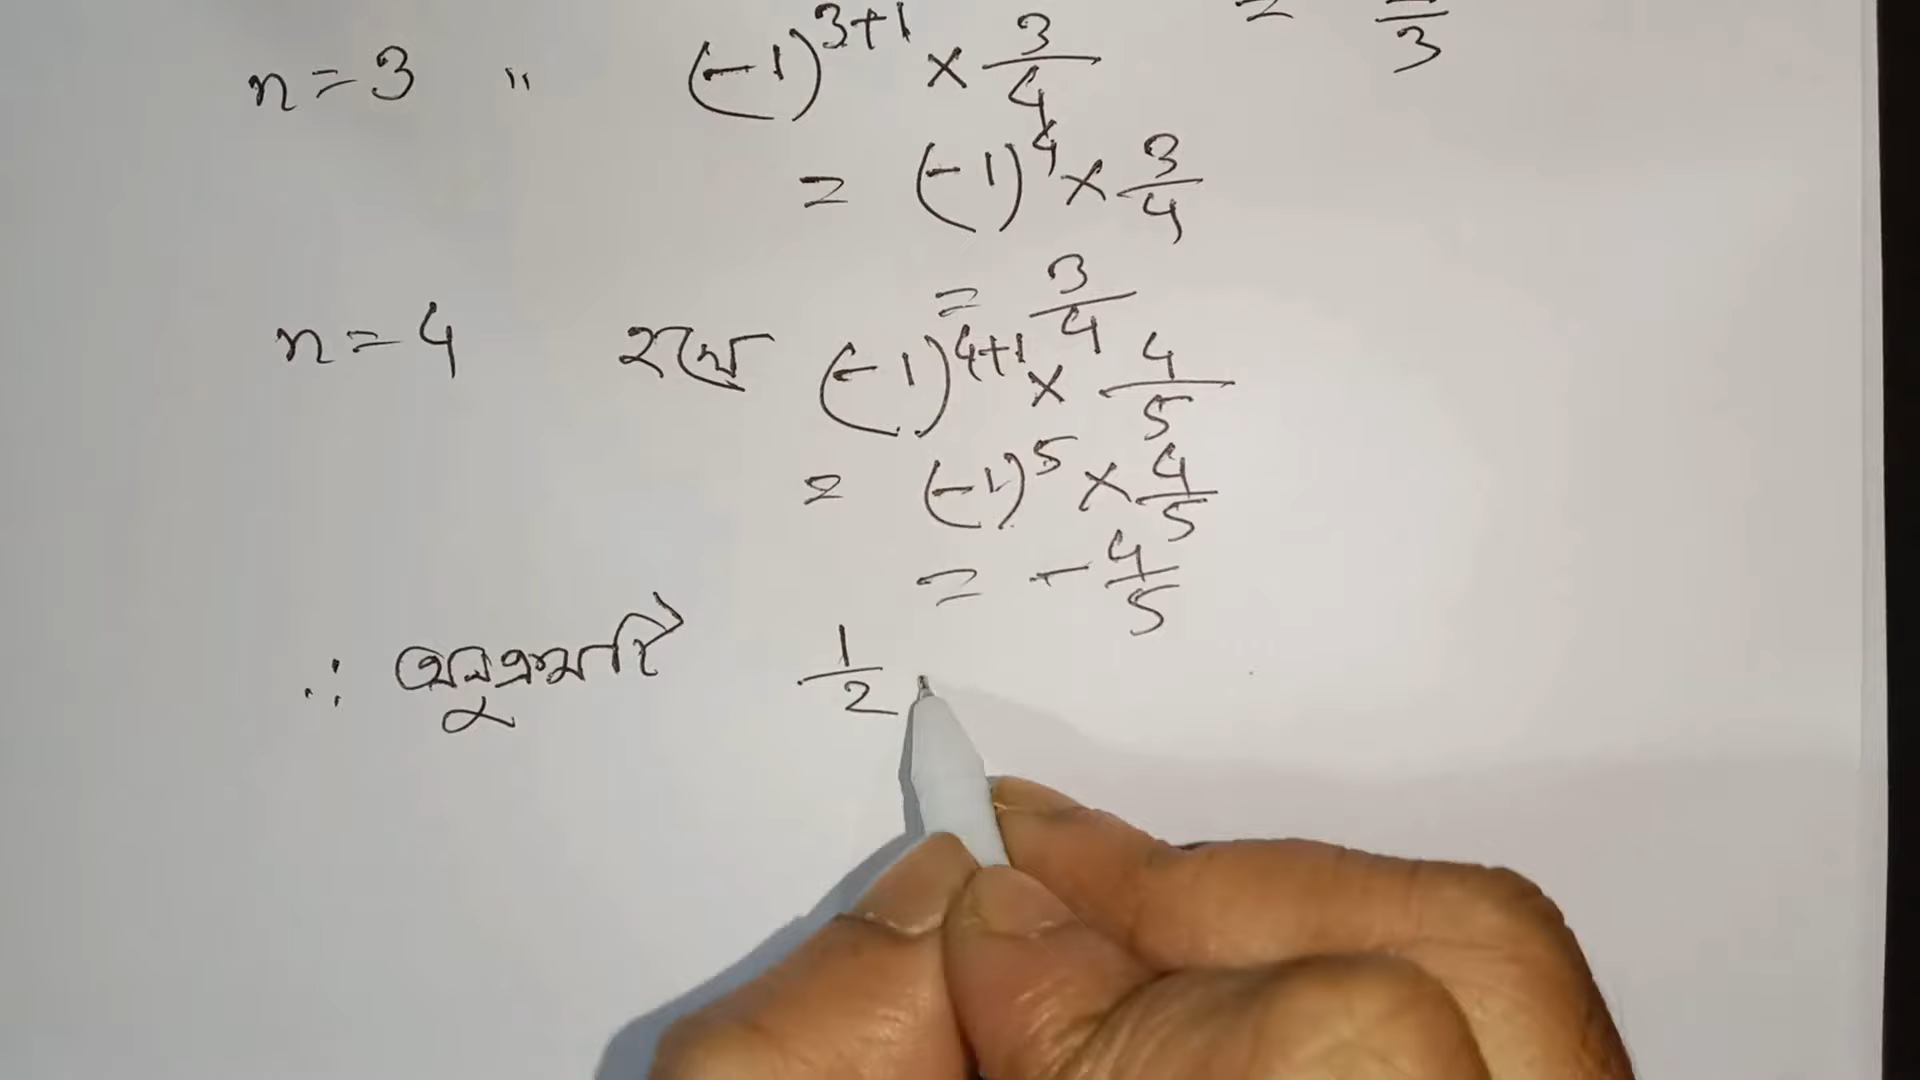 = /3
n=3 " (-1)^{3+1} × 3/4
= (-1)^4 × 3/4
= 3/4
n=4 হলে (-1)^{4+1} × 4/5
= (-1)^5 × 4/5
= -4/5
∴ অনুক্রমটি 1/2